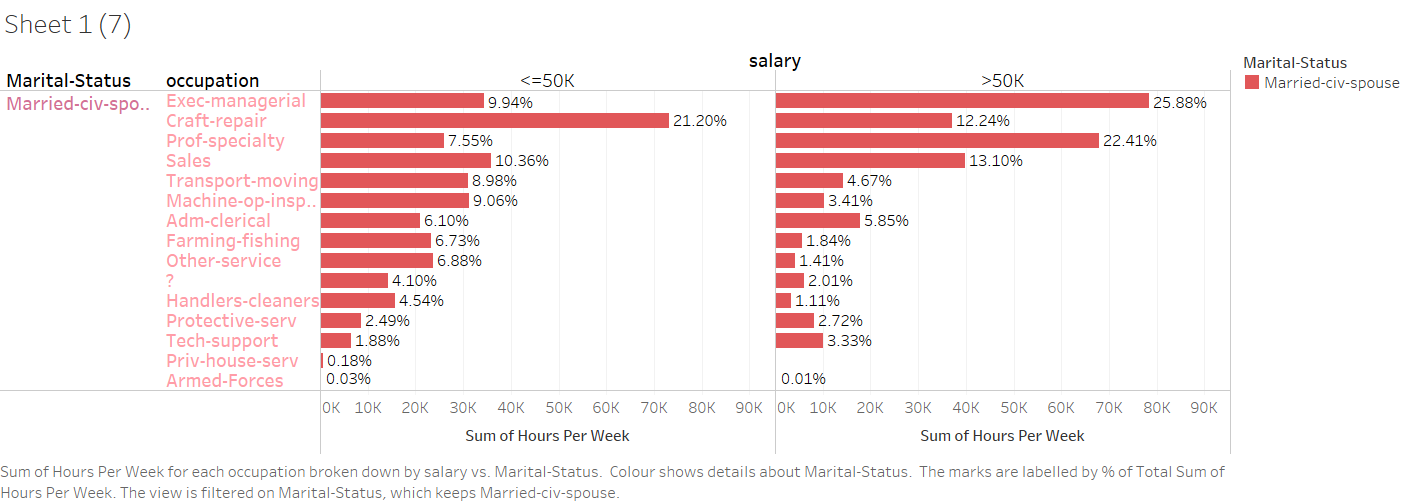 Sheet 1 (7)
salary
Marital-Status occupation <=50K >50K
Married-civ-spo.. Exec-managerial 9.94% 25.88%
Craft-repair 21.20% 12.24%
Prof-specialty 7.55% 22.41%
Sales 10.36% 13.10%
Transport-moving 8.98% 4.67%
Machine-op-insp.. 9.06% 3.41%
Adm-clerical 6.10% 5.85%
Farming-fishing 6.73% 1.84%
Other-service 6.88% 1.41%
? 4.10% 2.01%
Handlers-cleaners 4.54% 1.11%
Protective-serv 2.49% 2.72%
Tech-support 1.88% 3.33%
Priv-house-serv 0.18%
Armed-Forces 0.03% 0.01%
0K 10K 20K 30K 40K 50K 60K 70K 80K 90K 0K 10K 20K 30K 40K 50K 60K 70K 80K 90K
Sum of Hours Per Week Sum of Hours Per Week
Marital-Status
Married-civ-spouse
Sum of Hours Per Week for each occupation broken down by salary vs. Marital-Status. Colour shows details about Marital-Status. The marks are labelled by % of Total Sum of
Hours Per Week. The view is filtered on Marital-Status, which keeps Married-civ-spouse.